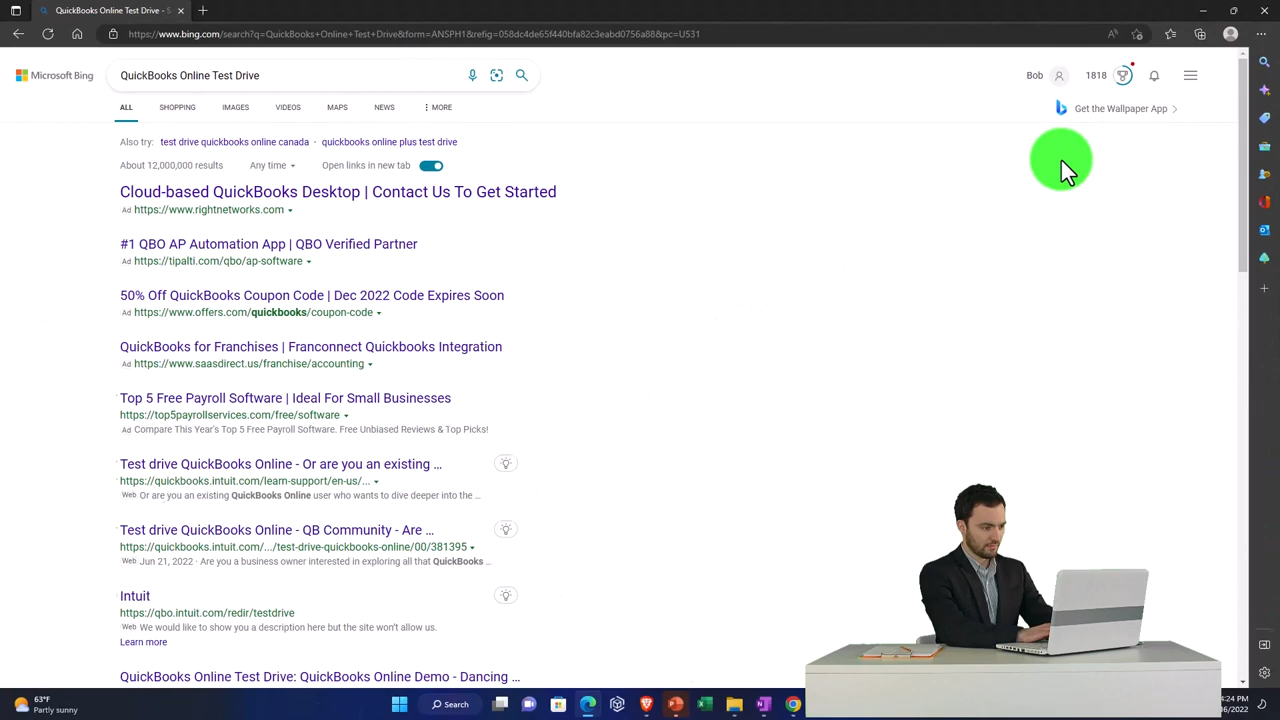 QuickBooks Online Test Drive - S
https://www.bing.com/search?q=QuickBooks+Online+Test+Drive&form=ANSPH1&refig=058dc4de65f440bfa82c3eabd0756a88&pc=U531
Microsoft Bing
QuickBooks Online Test Drive
Bob
1818
ALL SHOPPING IMAGES VIDEOS MAPS NEWS MORE
Get the Wallpaper App
Also try: test drive quickbooks online canada · quickbooks online plus test drive
About 12,000,000 results Any time Open links in new tab
Cloud-based QuickBooks Desktop | Contact Us To Get Started
Ad https://www.rightnetworks.com
#1 QBO AP Automation App | QBO Verified Partner
Ad https://tipalti.com/qbo/ap-software
50% Off QuickBooks Coupon Code | Dec 2022 Code Expires Soon
Ad https://www.offers.com/quickbooks/coupon-code
QuickBooks for Franchises | Franconnect Quickbooks Integration
Ad https://www.saasdirect.us/franchise/accounting
Top 5 Free Payroll Software | Ideal For Small Businesses
https://top5payrollservices.com/free/software
Ad Compare This Year's Top 5 Free Payroll Software. Free Unbiased Reviews & Top Picks!
Test drive QuickBooks Online - Or are you an existing ...
https://quickbooks.intuit.com/learn-support/en-us/...
Web Or are you an existing QuickBooks Online user who wants to dive deeper into the ...
Test drive QuickBooks Online - QB Community - Are ...
https://quickbooks.intuit.com/.../test-drive-quickbooks-online/00/381395
Web Jun 21, 2022 · Are you a business owner interested in exploring all that QuickBooks ...
Intuit
https://qbo.intuit.com/redir/testdrive
Web We would like to show you a description here but the site won't allow us.
Learn more
QuickBooks Online Test Drive: QuickBooks Online Demo - Dancing ...
63°F
Partly sunny
Search
4:24 PM
/2022